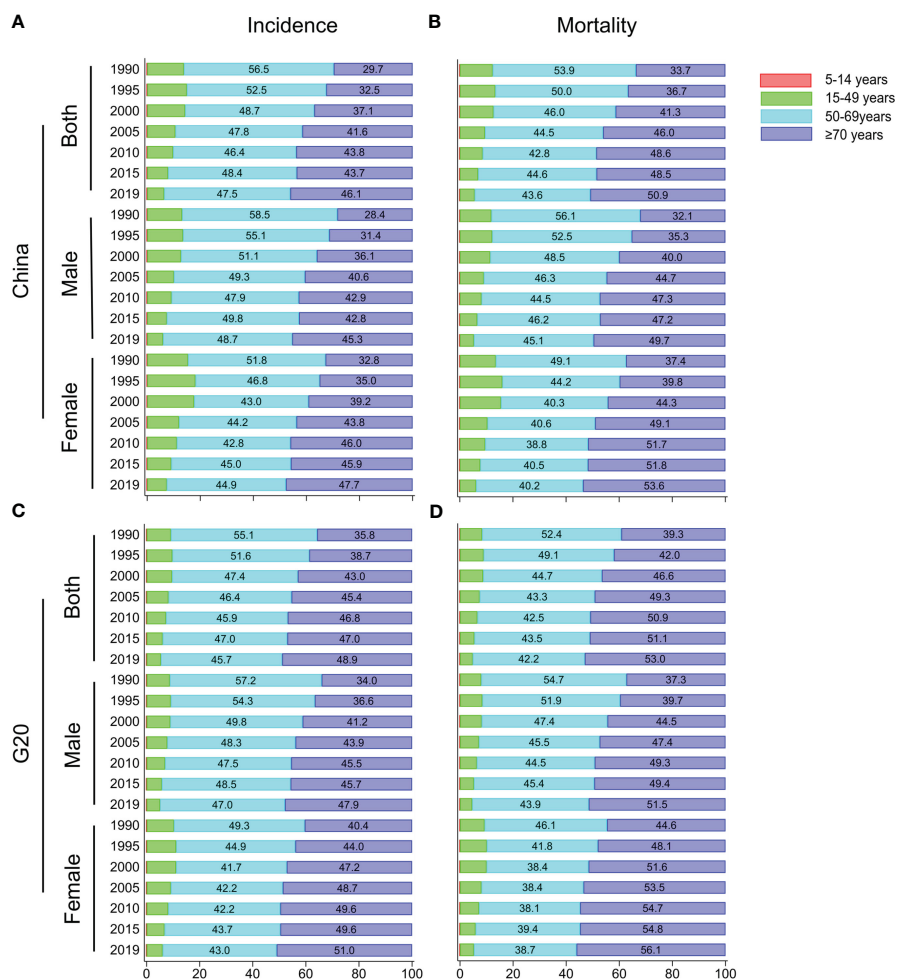 A Incidence B Mortality
1990 56.5 29.7 53.9 33.7
1995 52.5 32.5 50.0 36.7
2000 48.7 37.1 46.0 41.3
2005 47.8 41.6 44.5 46.0
2010 46.4 43.8 42.8 48.6
2015 48.4 43.7 44.6 48.5
2019 47.5 46.1 43.6 50.9
Both
1990 58.5 28.4 56.1 32.1
1995 55.1 31.4 52.5 35.3
2000 51.1 36.1 48.5 40.0
2005 49.3 40.6 46.3 44.7
2010 47.9 42.9 44.5 47.3
2015 49.8 42.8 46.2 47.2
2019 48.7 45.3 45.1 49.7
Male
China
1990 51.8 32.8 49.1 37.4
1995 46.8 35.0 44.2 39.8
2000 43.0 39.2 40.3 44.3
2005 44.2 43.8 40.6 49.1
2010 42.8 46.0 38.8 51.7
2015 45.0 45.9 40.5 51.8
2019 44.9 47.7 40.2 53.6
Female
5-14 years
15-49 years
50-69years
≥70 years
C D
1990 55.1 35.8 52.4 39.3
1995 51.6 38.7 49.1 42.0
2000 47.4 43.0 44.7 46.6
2005 46.4 45.4 43.3 49.3
2010 45.9 46.8 42.5 50.9
2015 47.0 47.0 43.5 51.1
2019 45.7 48.9 42.2 53.0
Both
1990 57.2 34.0 54.7 37.3
1995 54.3 36.6 51.9 39.7
2000 49.8 41.2 47.4 44.5
2005 48.3 43.9 45.5 47.4
2010 47.5 45.5 44.5 49.3
2015 48.5 45.7 45.4 49.4
2019 47.0 47.9 43.9 51.5
Male
G20
1990 49.3 40.4 46.1 44.6
1995 44.9 44.0 41.8 48.1
2000 41.7 47.2 38.4 51.6
2005 42.2 48.7 38.4 53.5
2010 42.2 49.6 38.1 54.7
2015 43.7 49.6 39.4 54.8
2019 43.0 51.0 38.7 56.1
Female
0 20 40 60 80 100 0 20 40 60 80 100